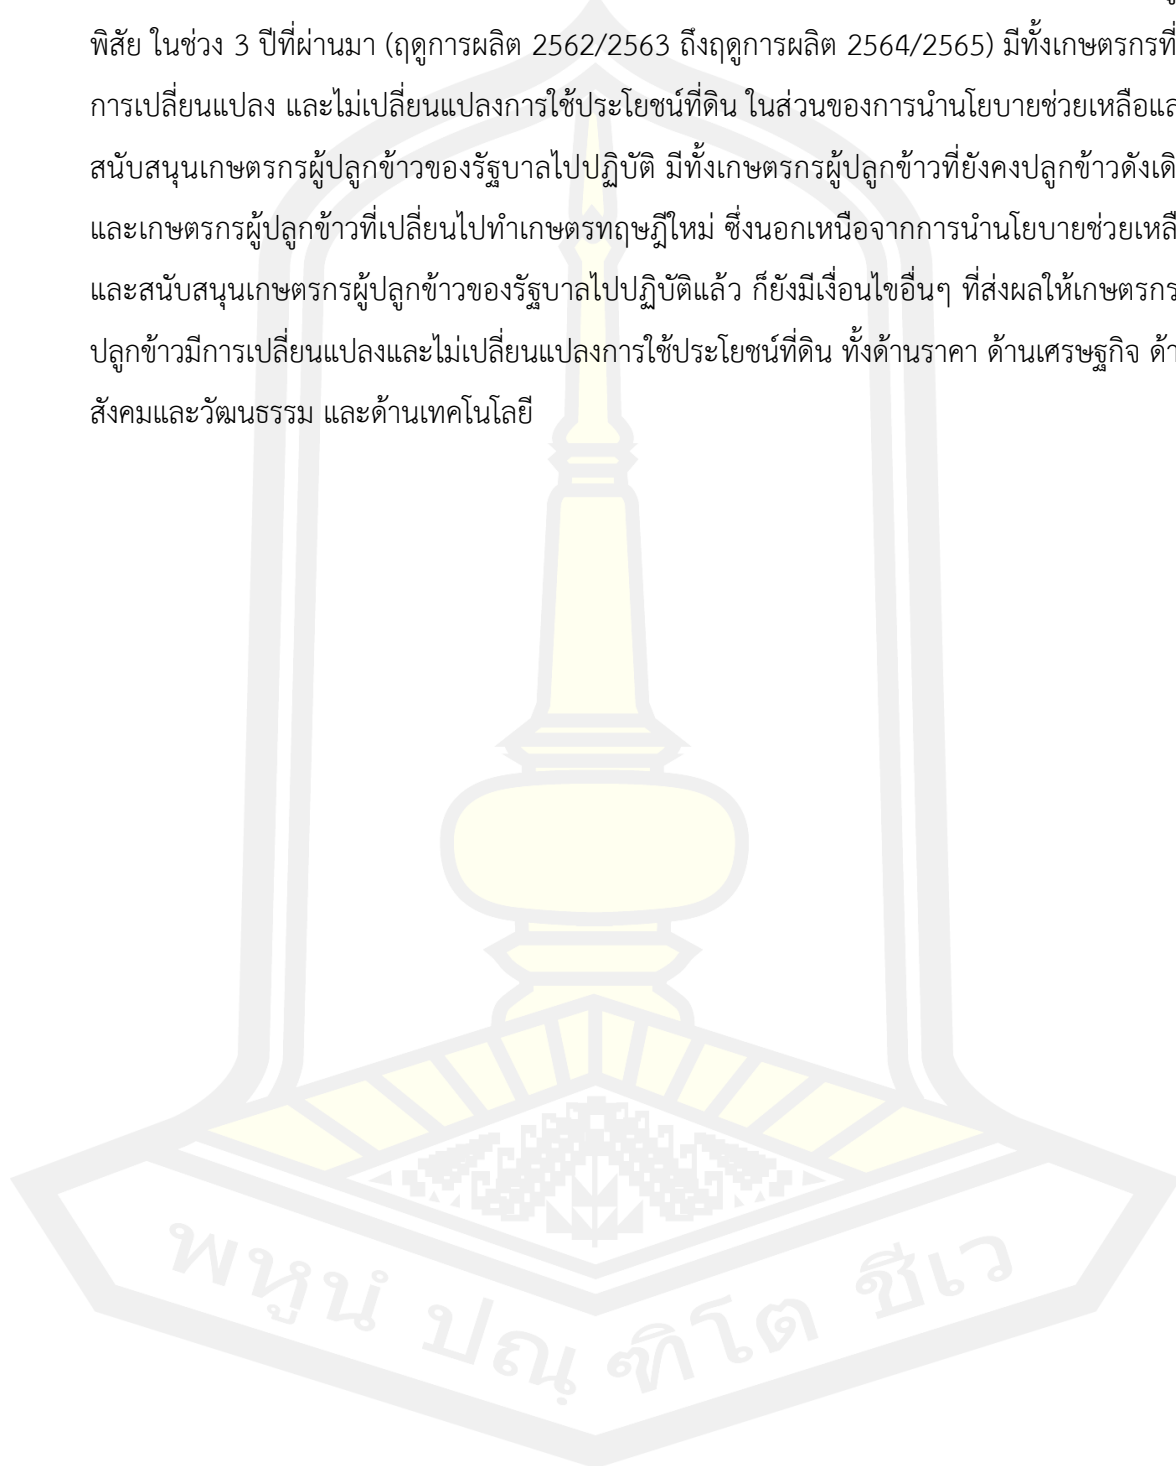 พิสัย ในช่วง 3 ปีที่ผ่านมา (ฤดูการผลิต 2562/2563 ถึงฤดูการผลิต 2564/2565) มีทั้งเกษตรกรที่
การเปลี่ยนแปลง และไม่เปลี่ยนแปลงการใช้ประโยชน์ที่ดิน ในส่วนของการนำนโยบายช่วยเหลือแล
สนับสนุนเกษตรกรผู้ปลูกข้าวของรัฐบาลไปปฏิบัติ มีทั้งเกษตรกรผู้ปลูกข้าวที่ยังคงปลูกข้าวดังเดิ
และเกษตรกรผู้ปลูกข้าวที่เปลี่ยนไปทำเกษตรทฤษฎีใหม่ ซึ่งนอกเหนือจากการนำนโยบายช่วยเหลื
และสนับสนุนเกษตรกรผู้ปลูกข้าวของรัฐบาลไปปฏิบัติแล้ว ก็ยังมีเงื่อนไขอื่นๆ ที่ส่งผลให้เกษตรกร
ปลูกข้าวมีการเปลี่ยนแปลงและไม่เปลี่ยนแปลงการใช้ประโยชน์ที่ดิน ทั้งด้านราคา ด้านเศรษฐกิจ ด้า
สังคมและวัฒนธรรม และด้านเทคโนโลยี
พหูนํ ปณฺฑิโต ชีเว